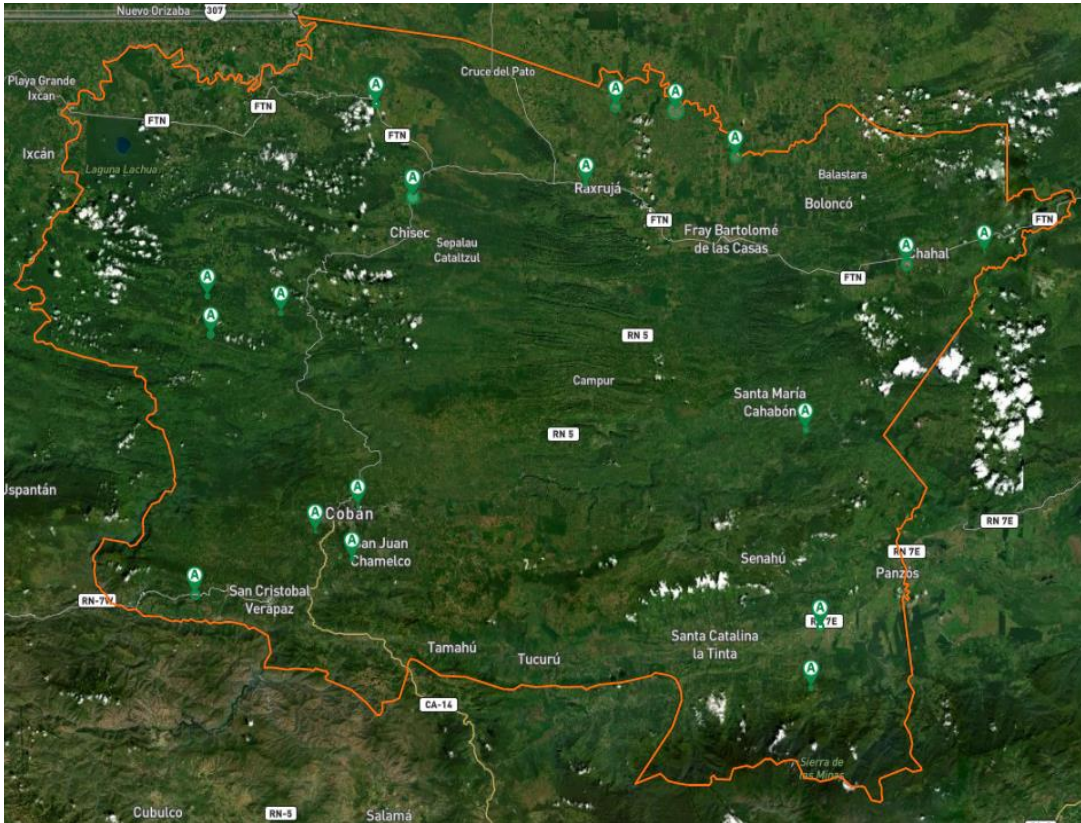 Nuevo Orizaba
307
Playa Grande
Ixcan
FTN
FTN
A
FTN
Cruce del Pato
A
A
A
Ixcán
Laguna Lachua
A
A
Raxrujá
Balastara
Boloncó
Chisec
Sepalau
Cataltzul
FTN
Fray Bartolomé
de las Casas
FTN
A
A
Chahal
FTN
A
A
A
RN 5
Campur
Santa María
Cahabón
A
RN 5
Uspantán
A
A
Cobán
A
San Juan
Chamelco
RN 7E
Senahú
RN 7E
Panzós
A
RN-7W
San Cristobal
Verapaz
A
RN 7E
Tamahú
Tucurú
Santa Catalina
la Tinta
A
CA-14
Sierra de
las Minas
Cubulco
RN-5
Salamá